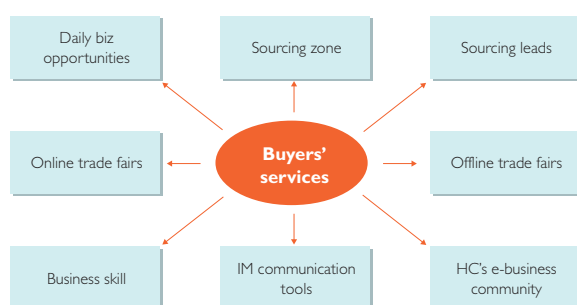 Daily biz
opportunities
Sourcing zone
Sourcing leads
Online trade fairs
Buyers’
services
Offline trade fairs
Business skill
IM communication
tools
HC’s e-business
community